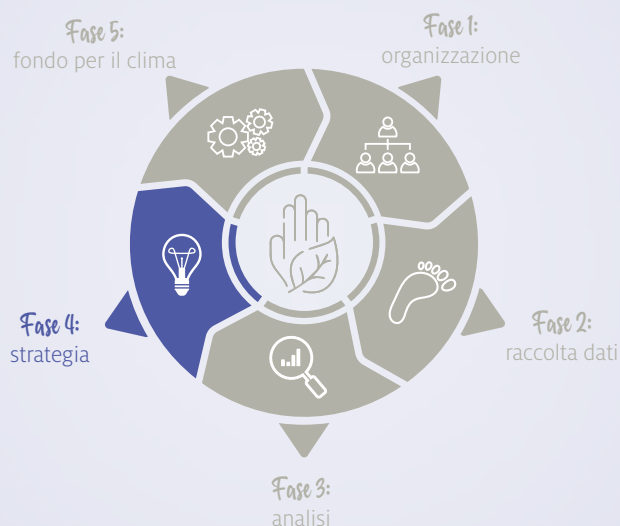 Fase 5:
fondo per il clima
Fase 1:
organizzazione
Fase 4:
strategia
Fase 2:
raccolta dati
Fase 3:
analisi